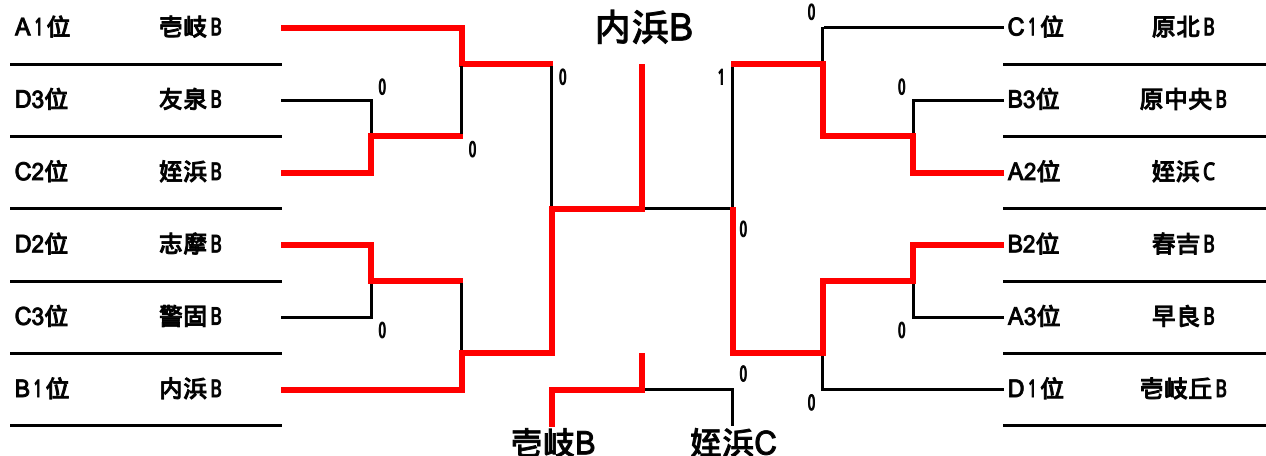 内浜B
A1位 壱岐B
D3位 友泉B
C2位 姪浜B
D2位 志摩B
C3位 警固B
B1位 内浜B
0
0
0
0
1
0
0
0
0
0
0
C1位 原北B
B3位 原中央B
A2位 姪浜C
B2位 春吉B
A3位 早良B
D1位 壱岐丘B
壱岐B
姪浜C